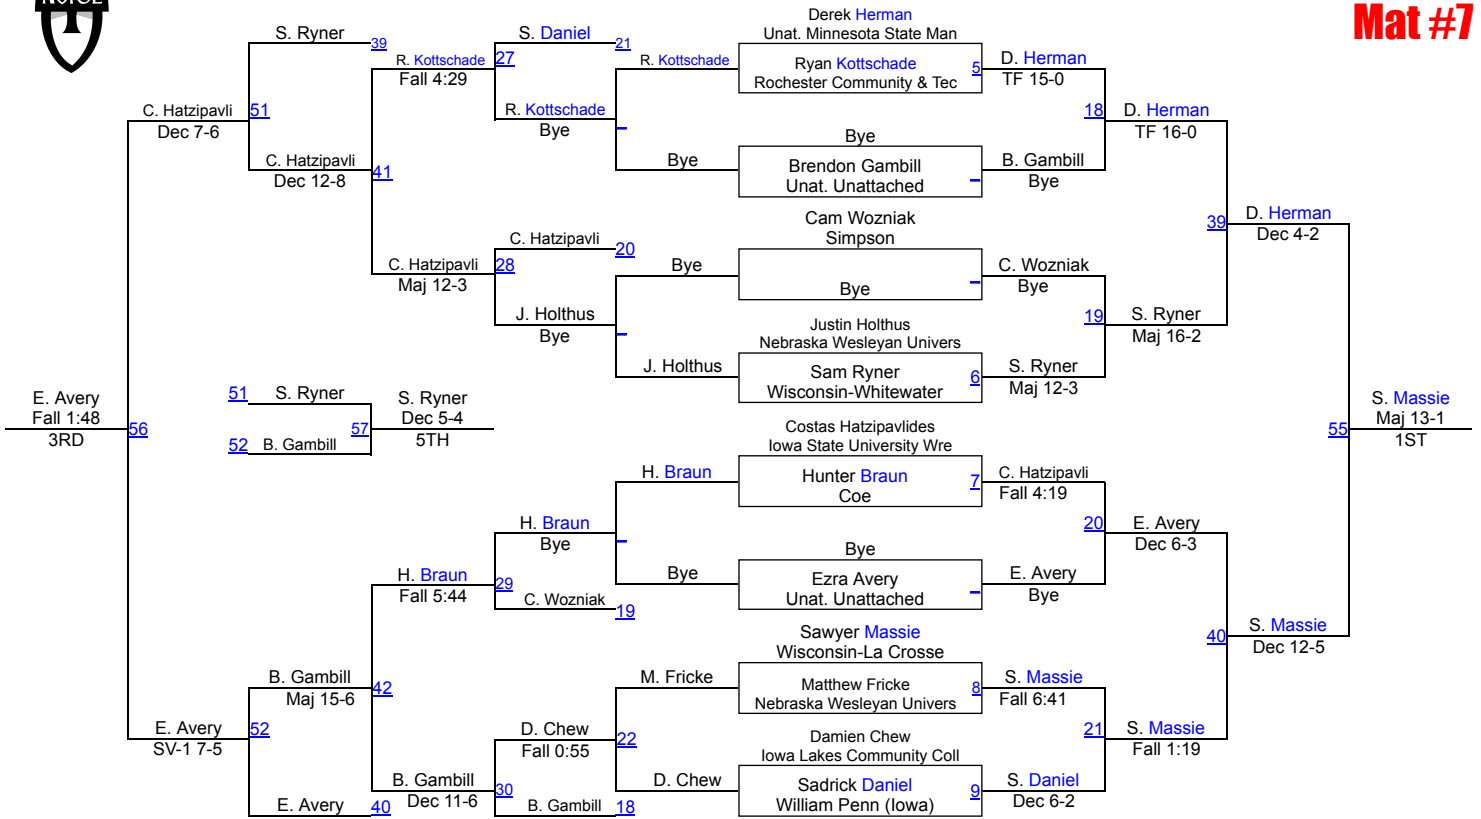 NORSE
Mat #7
Derek Herman
Unat. Minnesota State Man
Ryan Kottschade
Rochester Community & Tec
5
D. Herman
TF 15-0
18
D. Herman
TF 16-0
Bye
Brendon Gambill
Unat. Unattached
B. Gambill
Bye
39
D. Herman
Dec 4-2
Cam Wozniak
Simpson
Bye
C. Wozniak
Bye
19
S. Ryner
Maj 16-2
Justin Holthus
Nebraska Wesleyan Univers
Sam Ryner
Wisconsin-Whitewater
6
S. Ryner
Maj 12-3
55
S. Massie
Maj 13-1
1ST
Costas Hatzipavlides
Iowa State University Wre
Hunter Braun
Coe
7
C. Hatzipavli
Fall 4:19
20
E. Avery
Dec 6-3
Bye
Ezra Avery
Unat. Unattached
E. Avery
Bye
40
S. Massie
Dec 12-5
Sawyer Massie
Wisconsin-La Crosse
Matthew Fricke
Nebraska Wesleyan Univers
8
S. Massie
Fall 6:41
21
S. Massie
Fall 1:19
Damien Chew
Iowa Lakes Community Coll
Sadrick Daniel
William Penn (Iowa)
9
S. Daniel
Dec 6-2
R. Kottschade
Bye
Bye
J. Holthus
H. Braun
Bye
M. Fricke
D. Chew
S. Daniel
21
R. Kottschade
Bye
C. Hatzipavli
20
J. Holthus
Bye
H. Braun
Bye
C. Wozniak
19
D. Chew
Fall 0:55
22
B. Gambill
18
R. Kottschade
Fall 4:29
27
C. Hatzipavli
Maj 12-3
28
H. Braun
Fall 5:44
29
B. Gambill
Dec 11-6
30
S. Ryner
39
C. Hatzipavli
Dec 12-8
41
B. Gambill
Maj 15-6
42
E. Avery
40
C. Hatzipavli
Dec 7-6
51
E. Avery
SV-1 7-5
52
E. Avery
Fall 1:48
3RD
56
51
S. Ryner
52
B. Gambill
57
S. Ryner
Dec 5-4
5TH